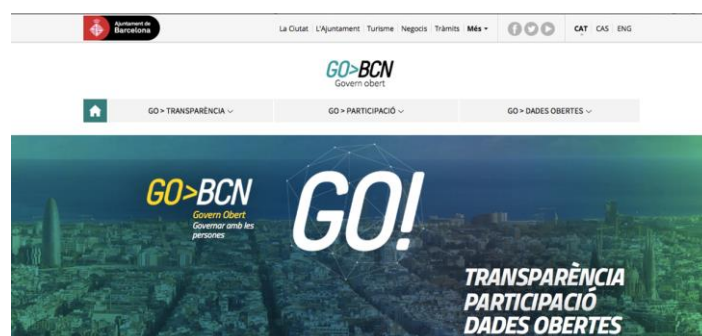 Ajuntament de
Barcelona
La Ciutat L'Ajuntament Turisme Negocis Tràmits Més
CAT CAS ENG
GO>BCN
Govern obert
GO > TRANSPARÈNCIA
GO > PARTICIPACIÓ
GO > DADES OBERTES
GO>BCN
Govern Obert
Governar amb les
persones
GO!
TRANSPARÈNCIA
PARTICIPACIÓ
DADES OBERTES